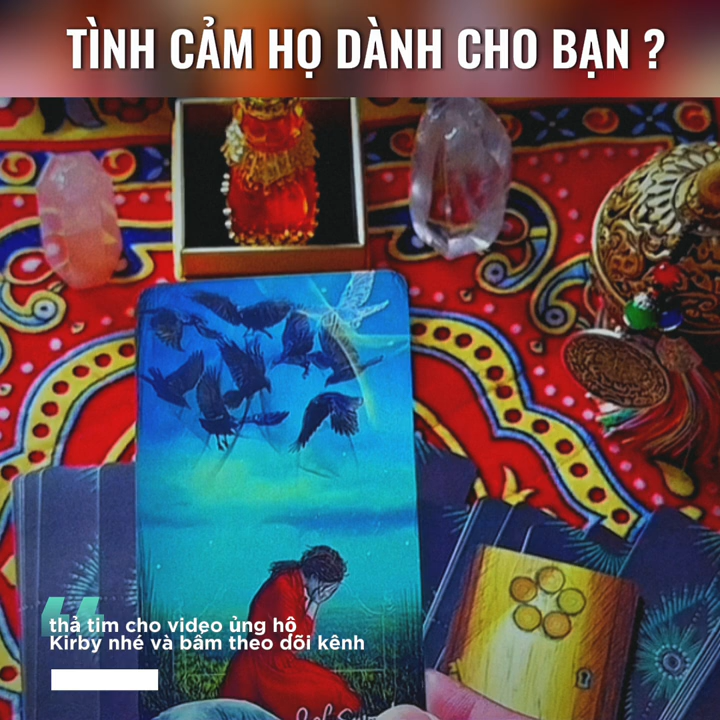 TÌNH CẢM HỌ DÀNH CHO BẠN ?
thả tim cho video ủng hộ
Kirby nhé và bấm theo dõi kênh